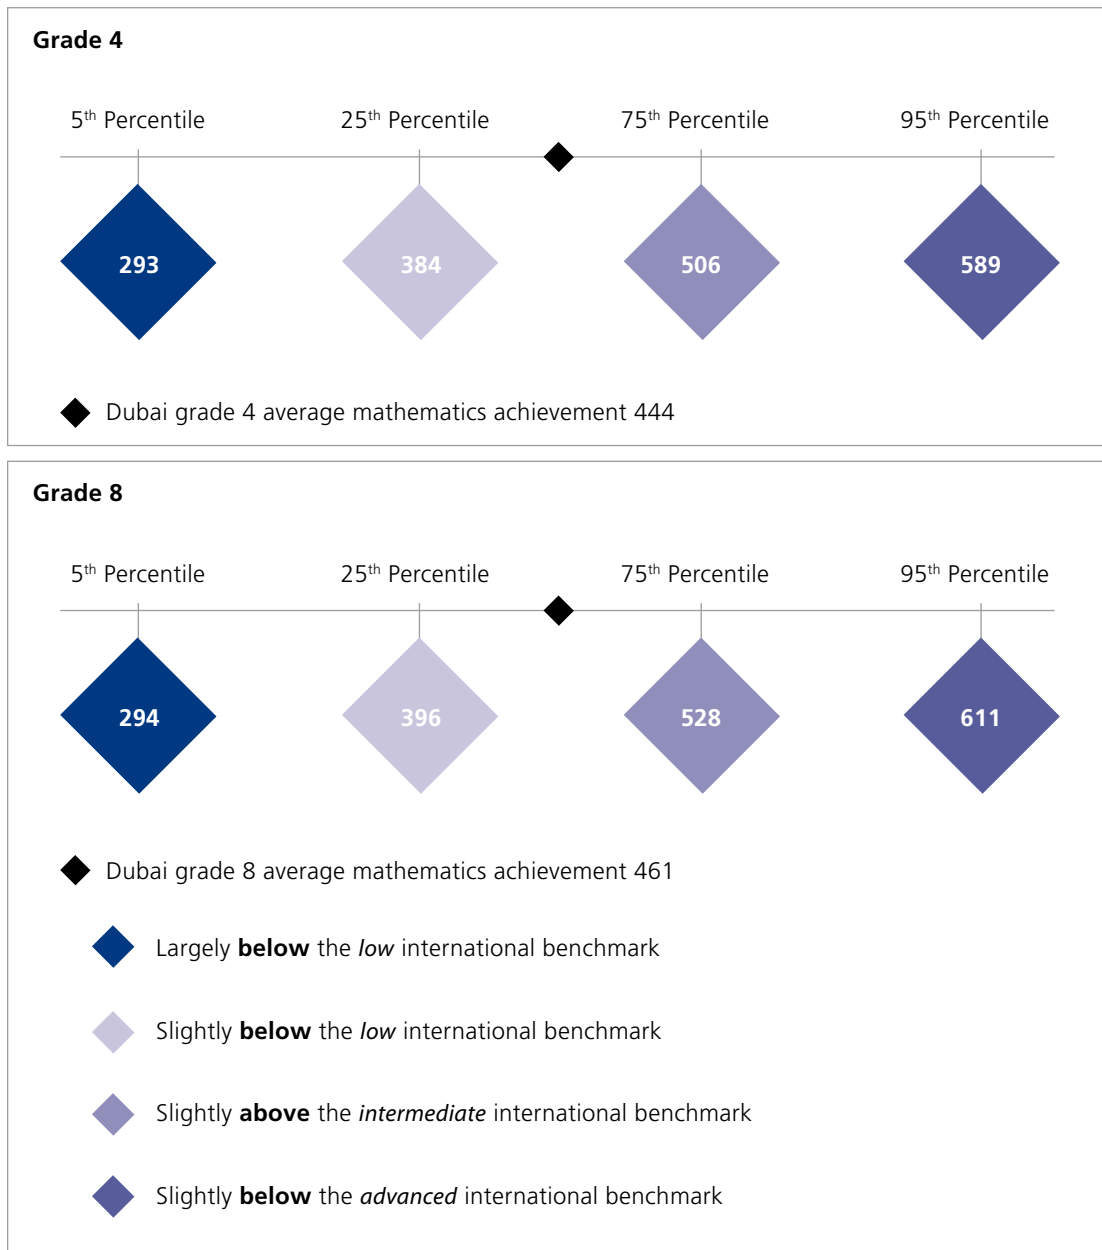 Grade 4
5th Percentile 25th Percentile 75th Percentile 95th Percentile
293 384 506 589
Dubai grade 4 average mathematics achievement 444
Grade 8
5th Percentile 25th Percentile 75th Percentile 95th Percentile
294 396 528 611
Dubai grade 8 average mathematics achievement 461
Largely below the low international benchmark
Slightly below the low international benchmark
Slightly above the intermediate international benchmark
Slightly below the advanced international benchmark